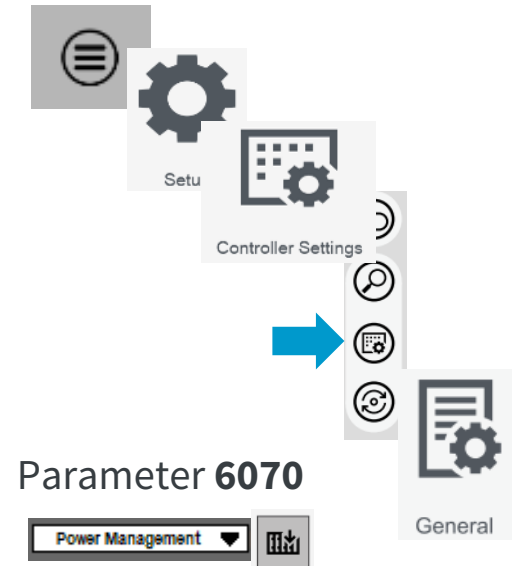 Setu
Controller Settings
General
Parameter 6070
Power Management